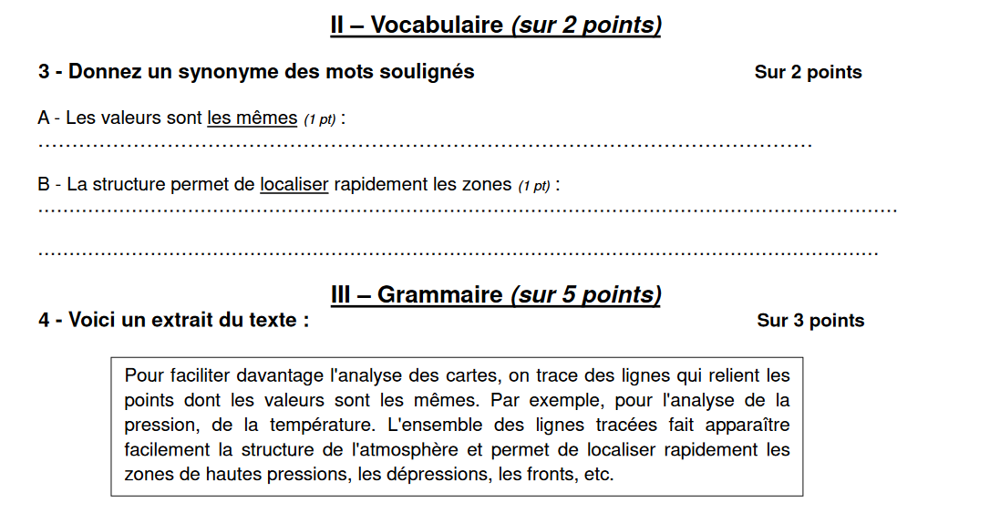 II – Vocabulaire (sur 2 points)
3 - Donnez un synonyme des mots soulignés Sur 2 points
A - Les valeurs sont les mêmes (1 pt) :
……………………………………………………………………………………………………
B - La structure permet de localiser rapidement les zones (1 pt) :
………………………………………………………………………………………………………………
……………………………………………………………………………………………………………
III – Grammaire (sur 5 points)
4 - Voici un extrait du texte : Sur 3 points
Pour faciliter davantage l'analyse des cartes, on trace des lignes qui relient les
points dont les valeurs sont les mêmes. Par exemple, pour l'analyse de la
pression, de la température. L'ensemble des lignes tracées fait apparaître
facilement la structure de l'atmosphère et permet de localiser rapidement les
zones de hautes pressions, les dépressions, les fronts, etc.